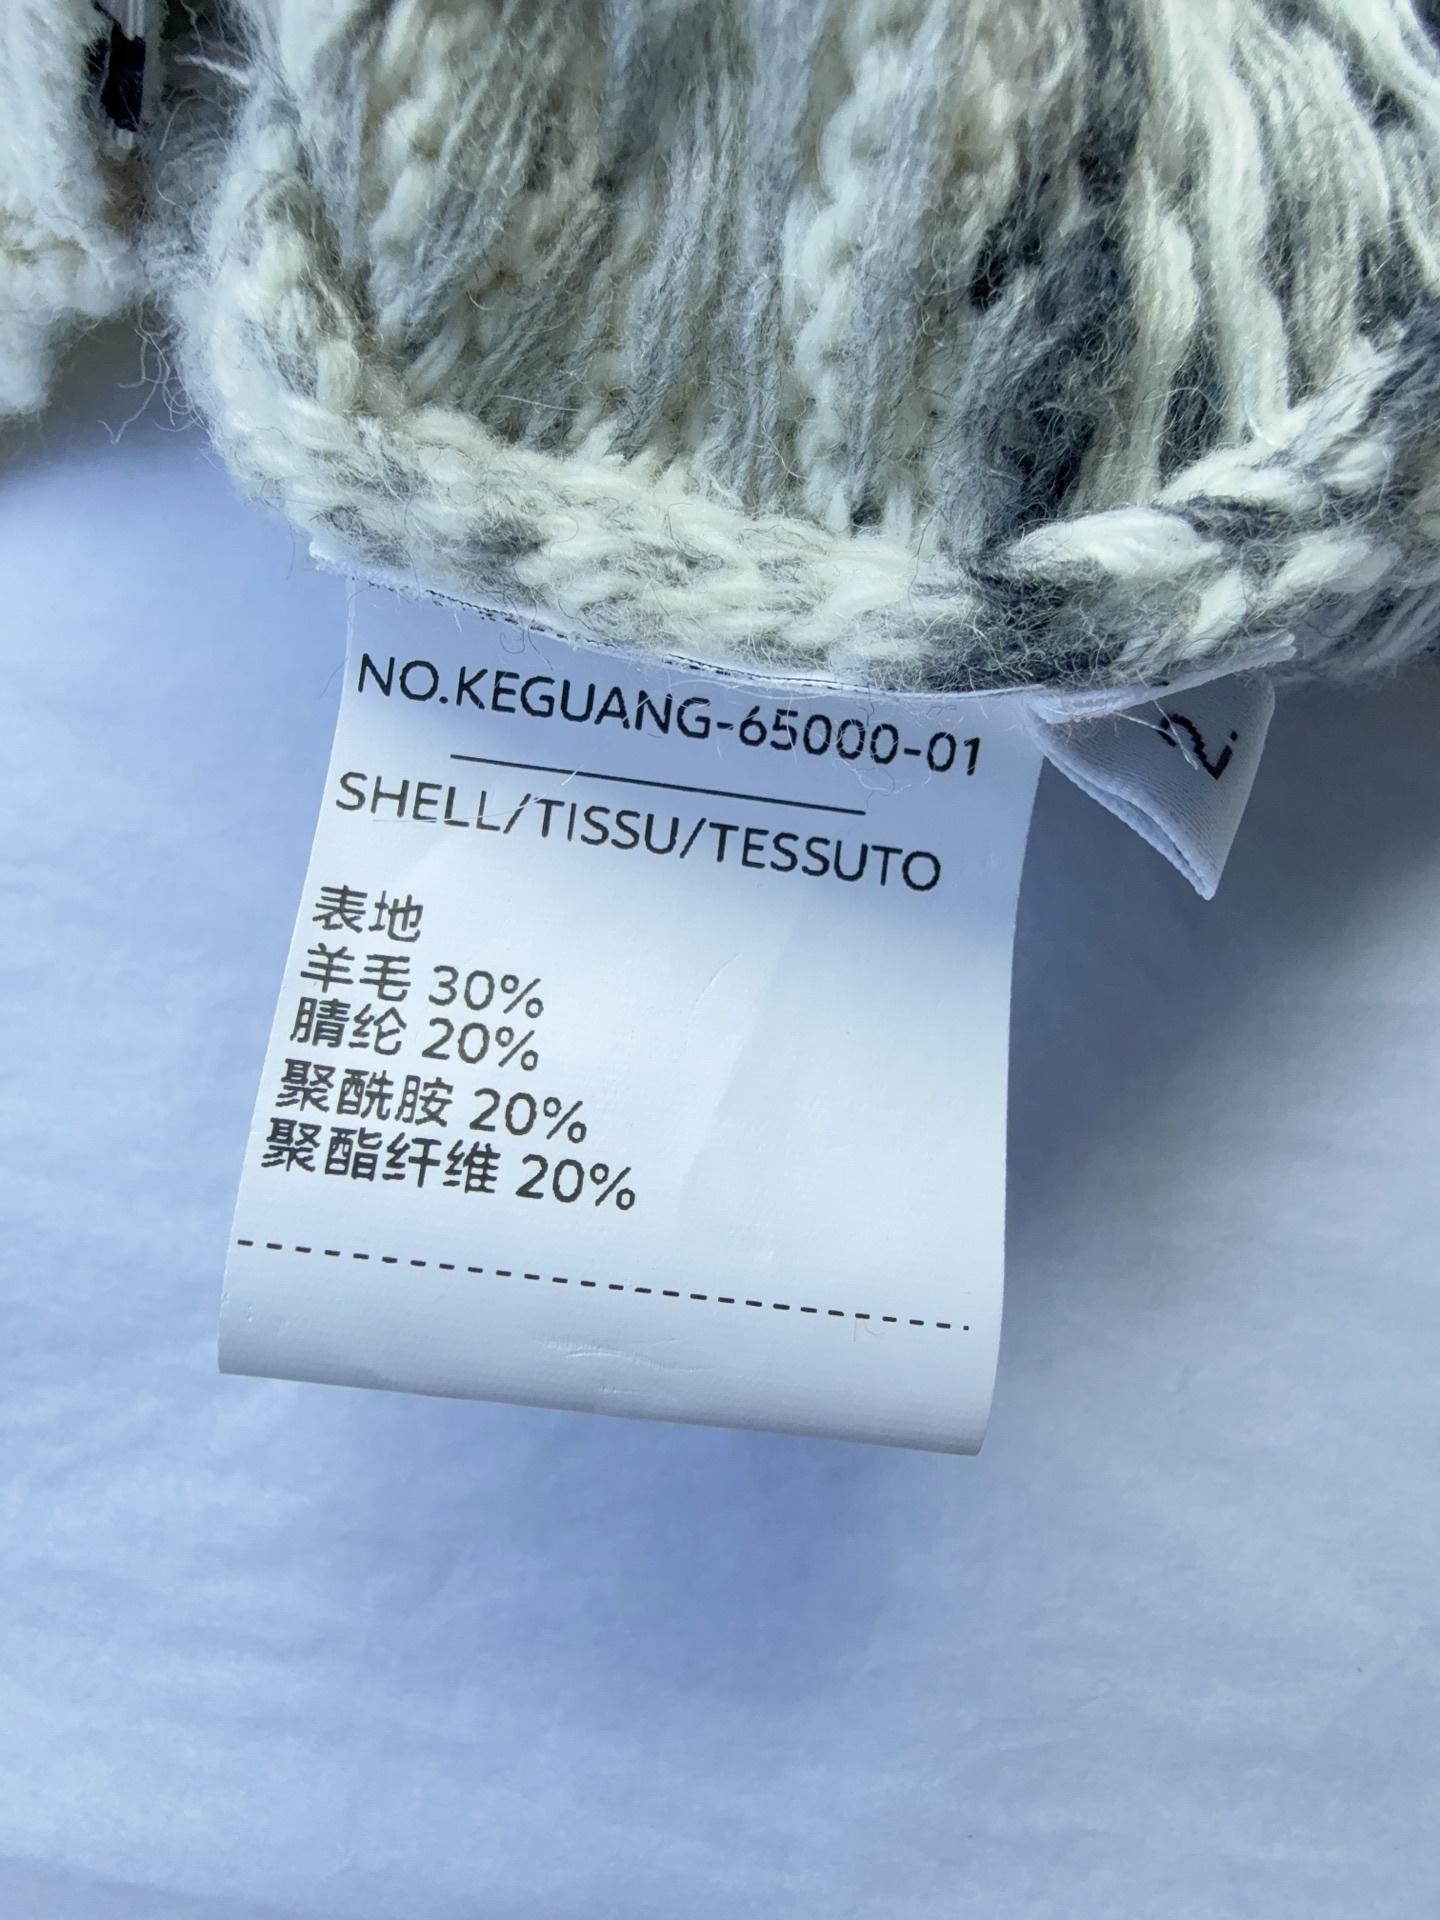 NO.KEGUANG-65000-01
SHELL/TISSU/TESSUTO
表地
羊毛 30%
腈纶 20%
聚酰胺 20%
聚酯纤维 20%